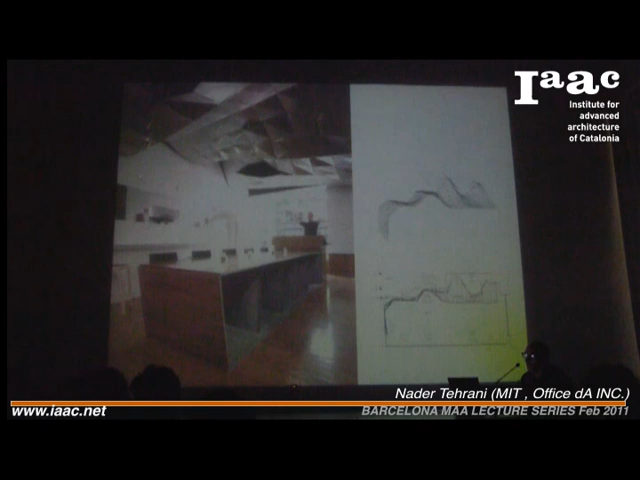 Iaac
Institute for
advanced
architecture
of Catalonia
Nader Tehrani (MIT , Office dA INC.)
www.iaac.net
BARCELONA MAA LECTURE SERIES Feb 2011